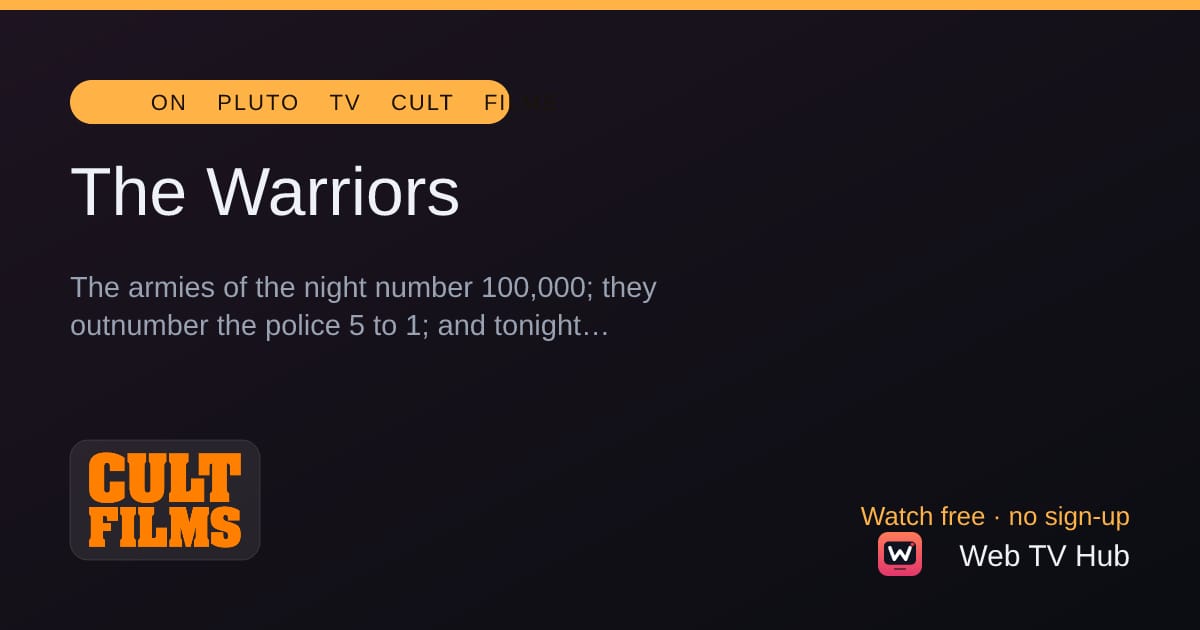 ON PLUTO TV CULT FILMS
The Warriors
The armies of the night number 100,000; they
outnumber the police 5 to 1; and tonight…
CULT
FILMS
Watch free · no sign-up
W
Web TV Hub